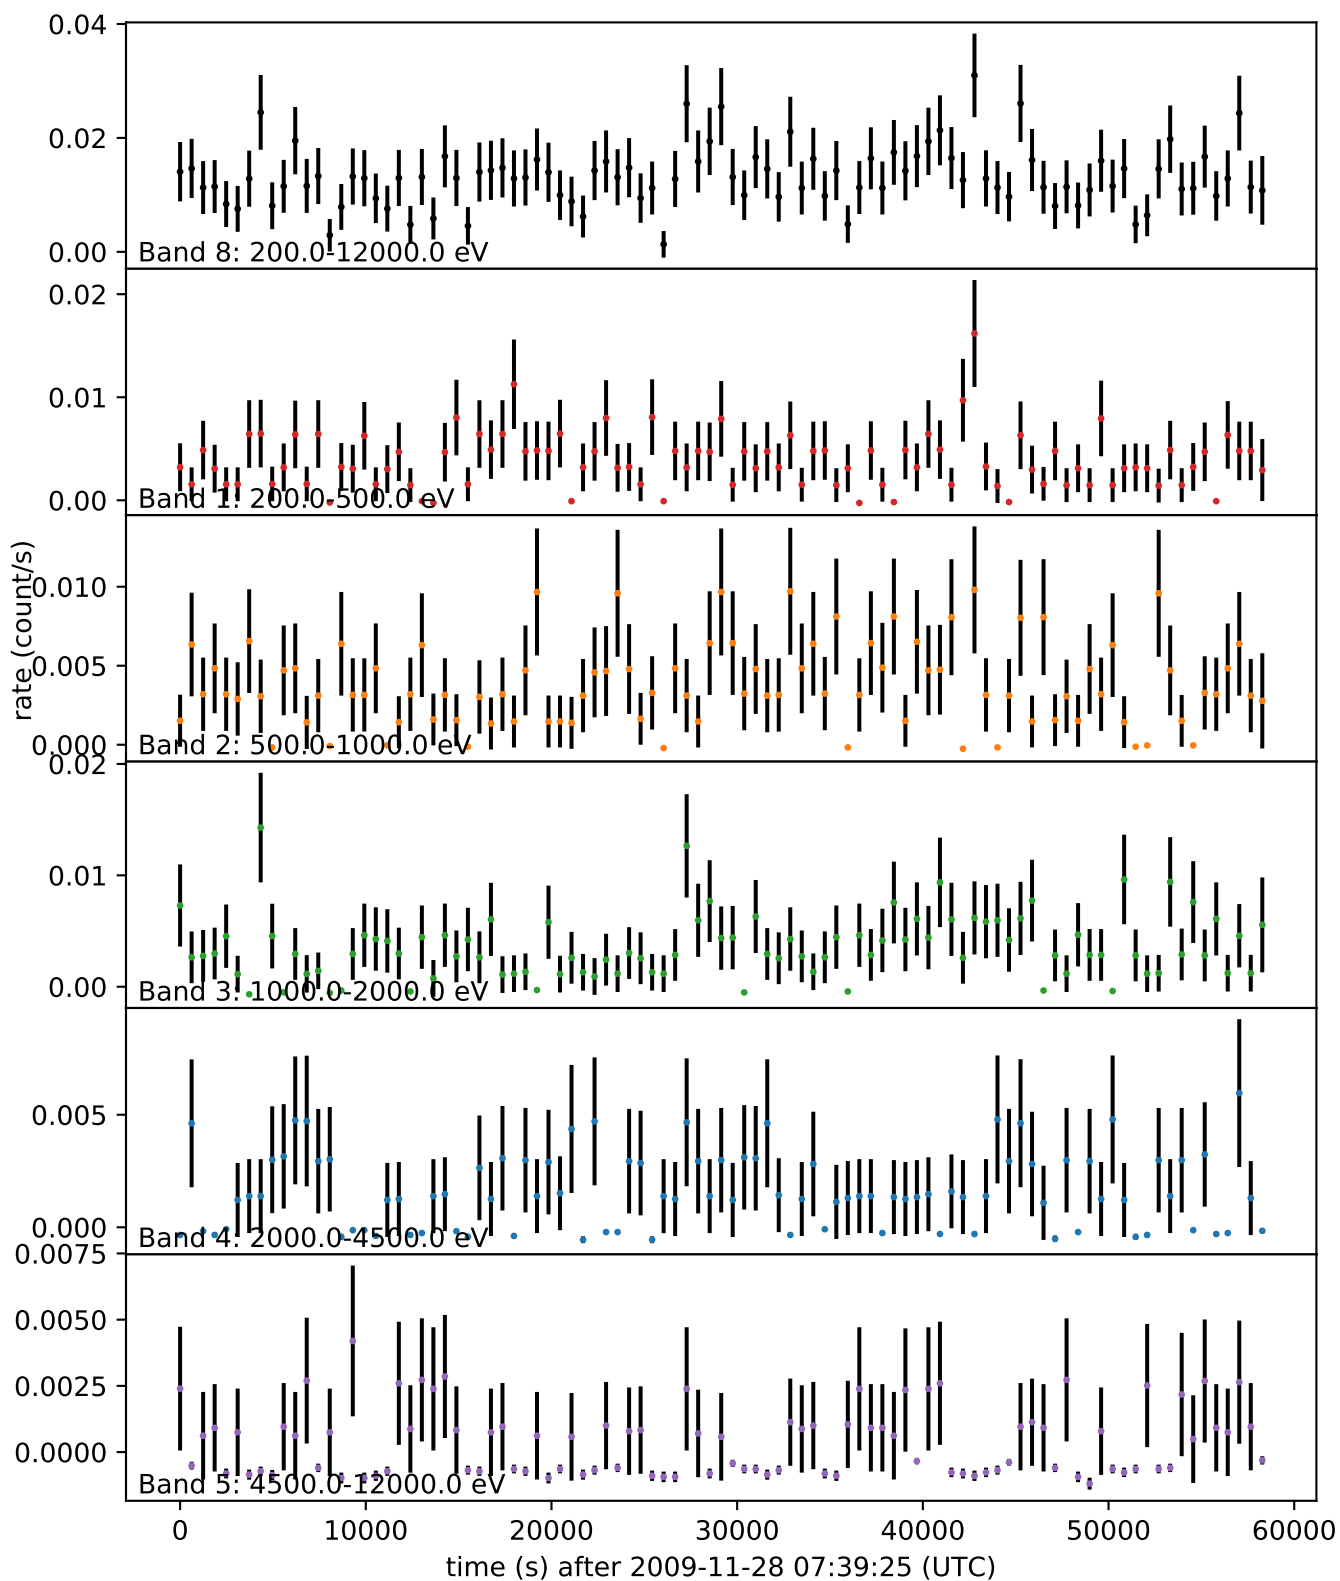 0.04
0.02
0.00
Band 8: 200.0-12000.0 eV
0.02
0.01
0.00
Band 1: 200.0-500.0 eV
rate (count/s)
0.010
0.005
0.000
Band 2: 500.0-1000.0 eV
0.02
0.01
0.00
Band 3: 1000.0-2000.0 eV
0.005
0.000
Band 4: 2000.0-4500.0 eV
0.0075
0.0050
0.0025
0.0000
Band 5: 4500.0-12000.0 eV
0 10000 20000 30000 40000 50000 60000
time (s) after 2009-11-28 07:39:25 (UTC)